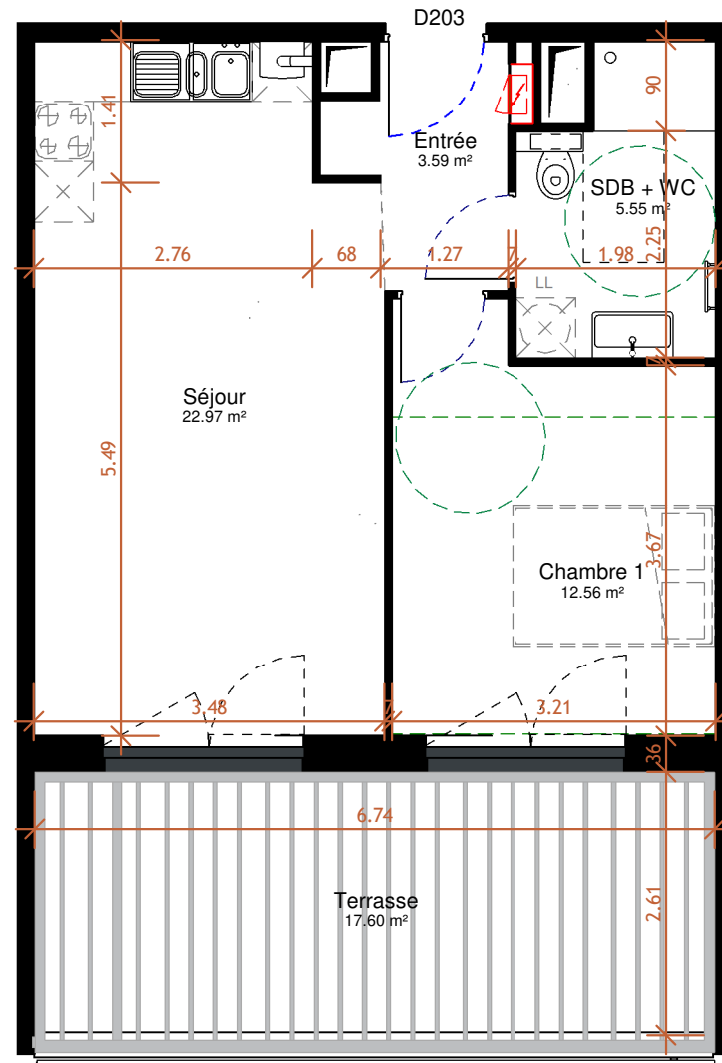 D203
1.41
90
Entrée
3.59 m²
SDB + WC
5.55 m²
2.25
2.76
68
1.27
7
1.98
LL
Séjour
22.97 m²
5.49
3.67
Chambre 1
12.56 m²
3.48
7
3.21
36
6.74
Terrasse
17.60 m²
2.61